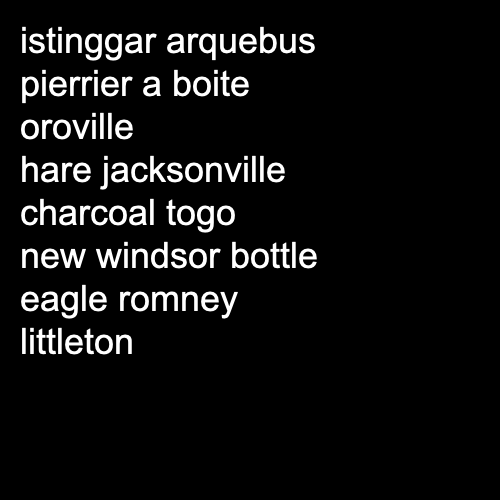 istinggar arquebus
pierrier a boite
oroville
hare jacksonville
charcoal togo
new windsor bottle
eagle romney
littleton